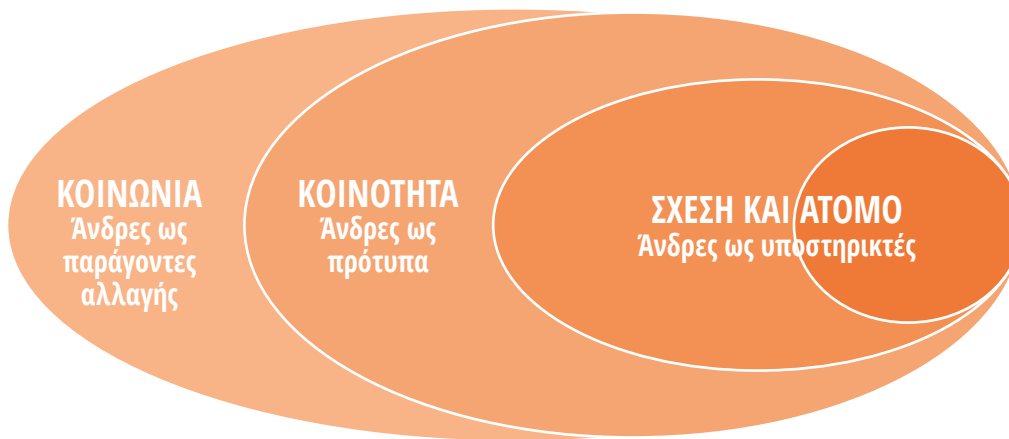 ΚΟΙΝΩΝΙΑ
Άνδρες ως
παράγοντες
αλλαγής
ΚΟΙΝΟΤΗΤΑ
Άνδρες ως
πρότυπα
ΣΧΕΣΗ ΚΑΙ ΑΤΟΜΟ
Άνδρες ως υποστηρικτές